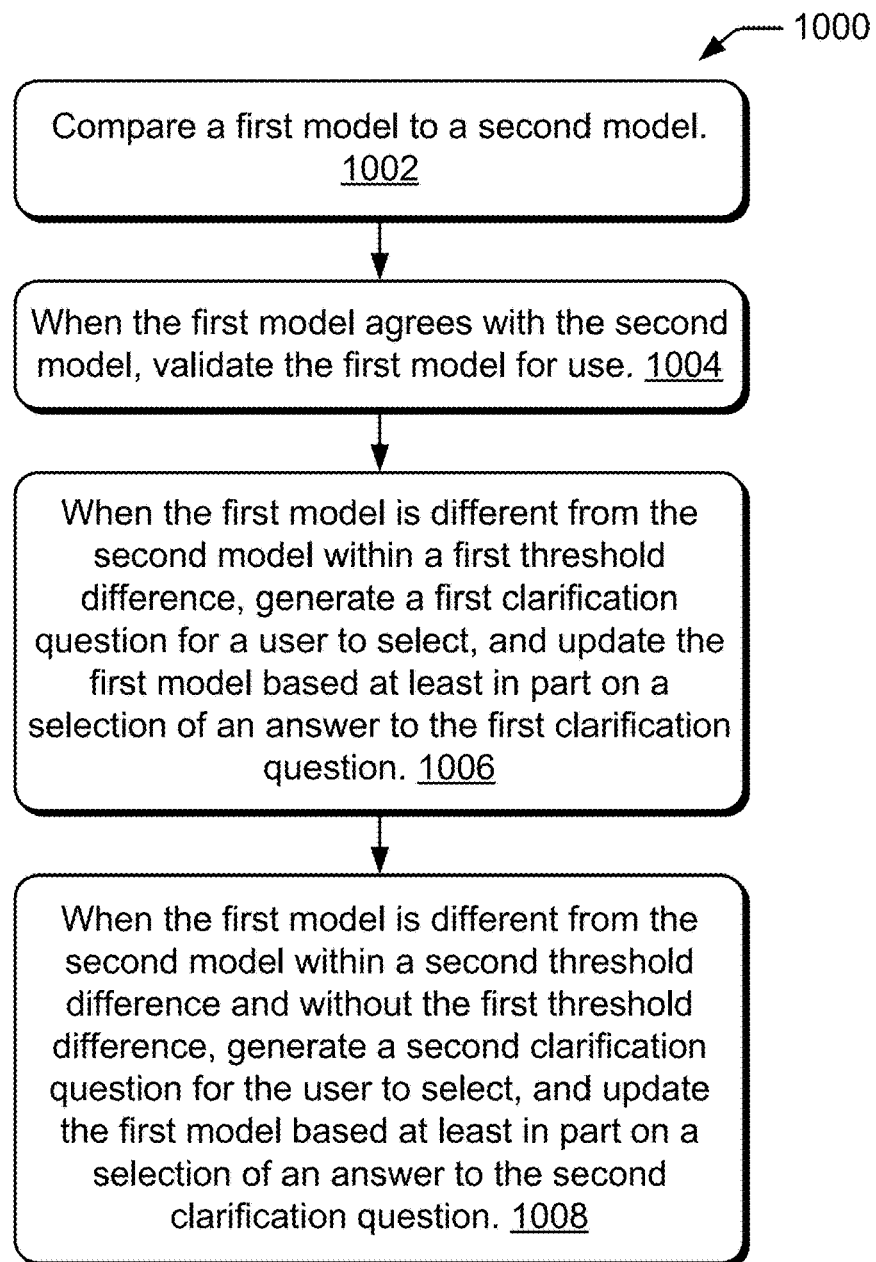 1000
Compare a first model to a second model.
1002
When the first model agrees with the second
model, validate the first model for use. 1004
When the first model is different from the
second model within a first threshold
difference, generate a first clarification
question for a user to select, and update the
first model based at least in part on a
selection of an answer to the first clarification
question. 1006
When the first model is different from the
second model within a second threshold
difference and without the first threshold
difference, generate a second clarification
question for the user to select, and update
the first model based at least in part on a
selection of an answer to the second
clarification question. 1008